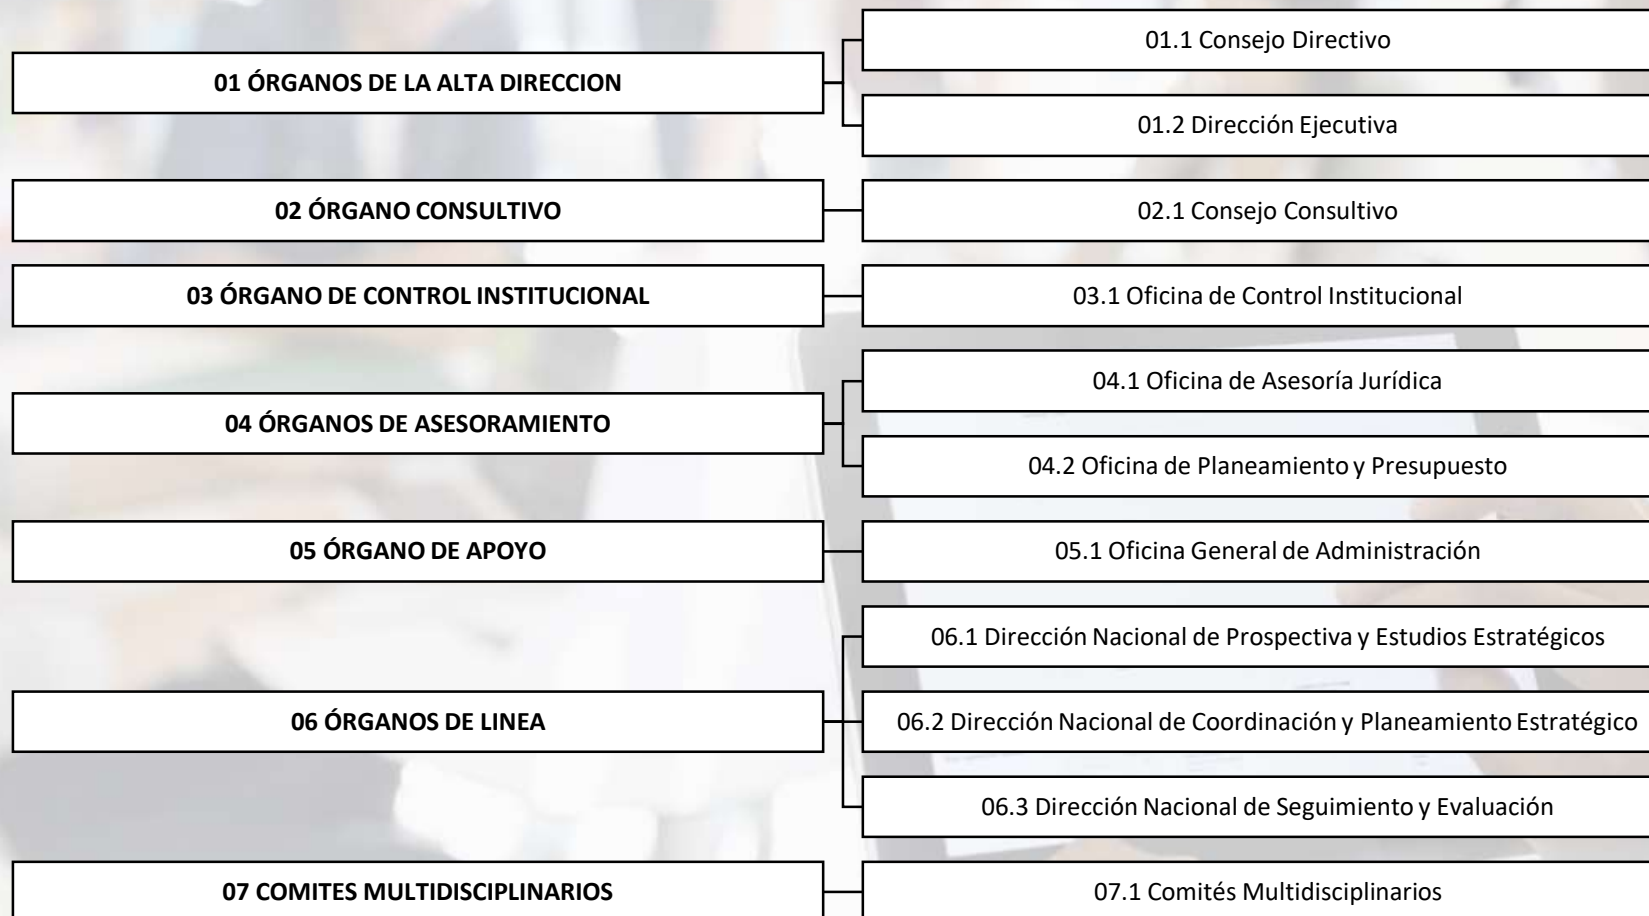 01 ÓRGANOS DE LA ALTA DIRECCION
01.1 Consejo Directivo
01.2 Dirección Ejecutiva
02 ÓRGANO CONSULTIVO
02.1 Consejo Consultivo
03 ÓRGANO DE CONTROL INSTITUCIONAL
03.1 Oficina de Control Institucional
04 ÓRGANOS DE ASESORAMIENTO
04.1 Oficina de Asesoría Jurídica
04.2 Oficina de Planeamiento y Presupuesto
05 ÓRGANO DE APOYO
05.1 Oficina General de Administración
06 ÓRGANOS DE LINEA
06.1 Dirección Nacional de Prospectiva y Estudios Estratégicos
06.2 Dirección Nacional de Coordinación y Planeamiento Estratégico
06.3 Dirección Nacional de Seguimiento y Evaluación
07 COMITES MULTIDISCIPLINARIOS
07.1 Comités Multidisciplinarios